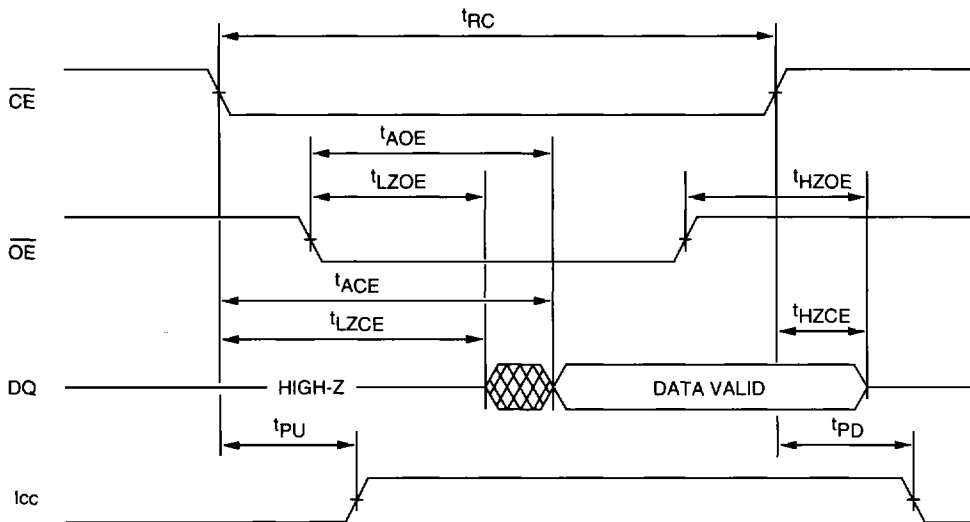 tRC
CE
tAOE
tLZOE
tHZOE
OE
tACE
tLZCE
tHZCE
DQ HIGH-Z DATA VALID
tPU tPD
Icc